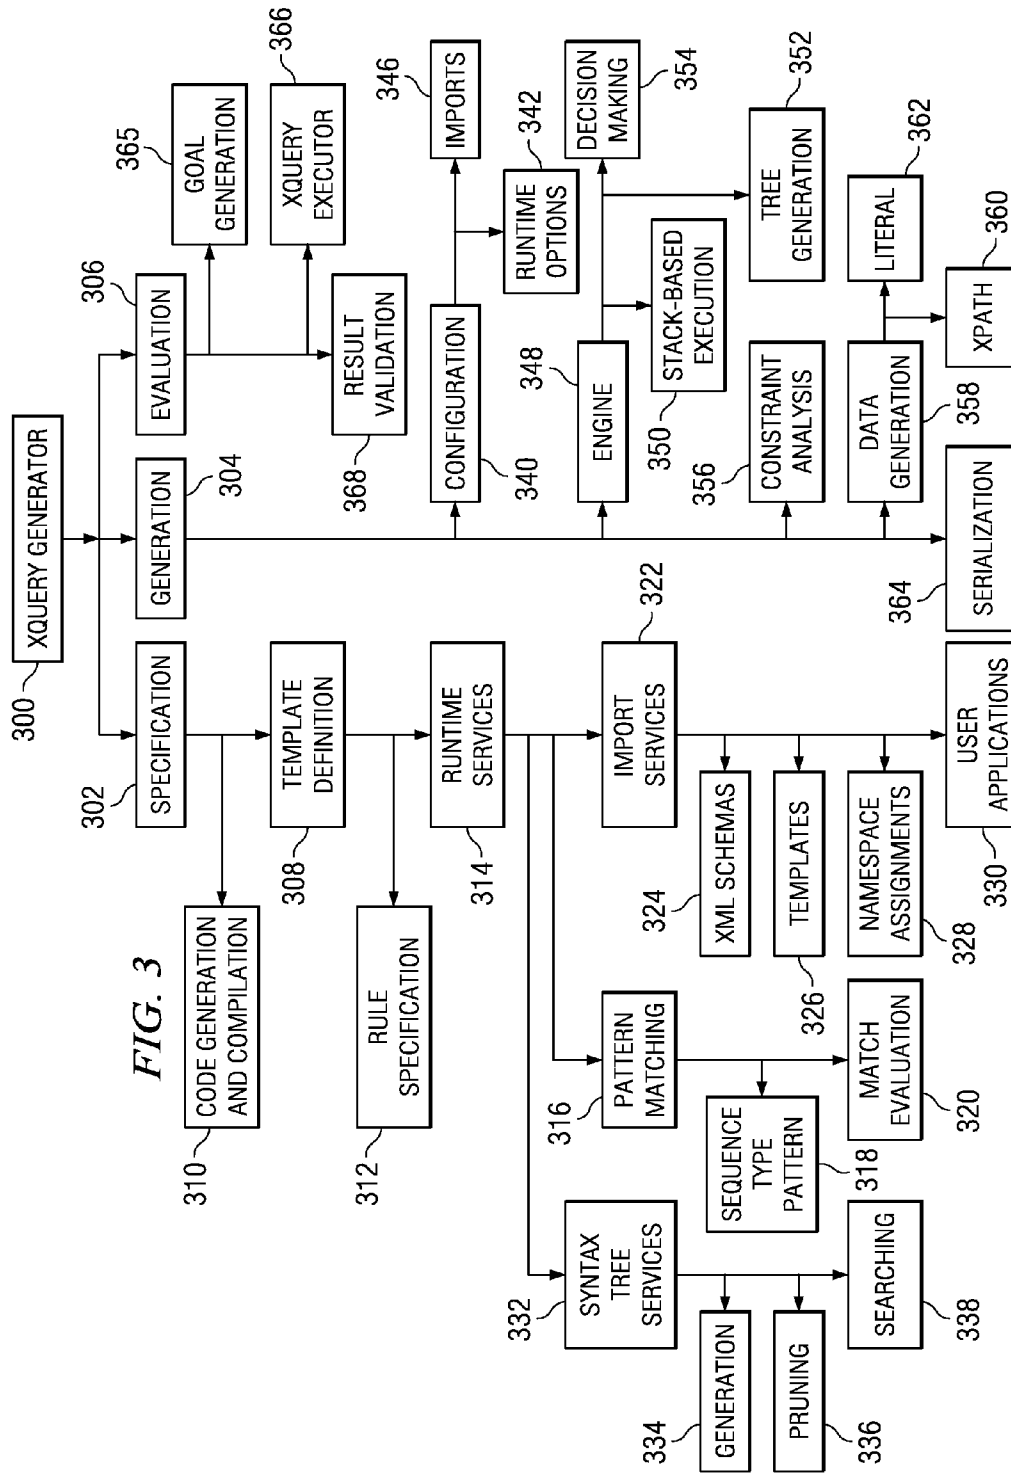 FIG. 3
300
XQUERY GENERATOR
302
SPECIFICATION
GENERATION
304
EVALUATION
306
365
GOAL
GENERATION
366
XQUERY
EXECUTOR
RESULT
VALIDATION
368
310
CODE GENERATION
AND COMPILATION
TEMPLATE
DEFINITION
308
312
RULE
SPECIFICATION
RUNTIME
SERVICES
314
CONFIGURATION
340
346
IMPORTS
RUNTIME
OPTIONS
342
332
SYNTAX
TREE
SERVICES
316
PATTERN
MATCHING
IMPORT
SERVICES
322
ENGINE
348
DECISION
MAKING
354
350
STACK-BASED
EXECUTION
TREE
GENERATION
352
334
GENERATION
336
PRUNING
SEARCHING
338
SEQUENCE
TYPE
PATTERN
318
MATCH
EVALUATION
320
324
XML SCHEMAS
326
TEMPLATES
328
NAMESPACE
ASSIGNMENTS
330
USER
APPLICATIONS
356
CONSTRAINT
ANALYSIS
DATA
GENERATION
358
LITERAL
362
XPATH
360
364
SERIALIZATION